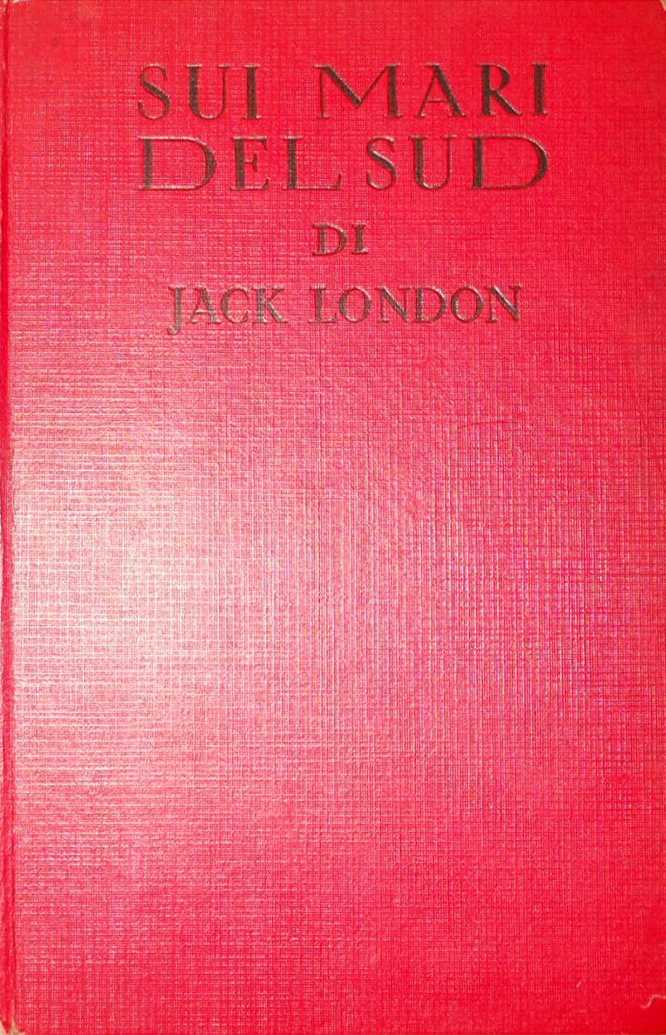 SUI MARI
DEL SUD
DI
JACK LONDON